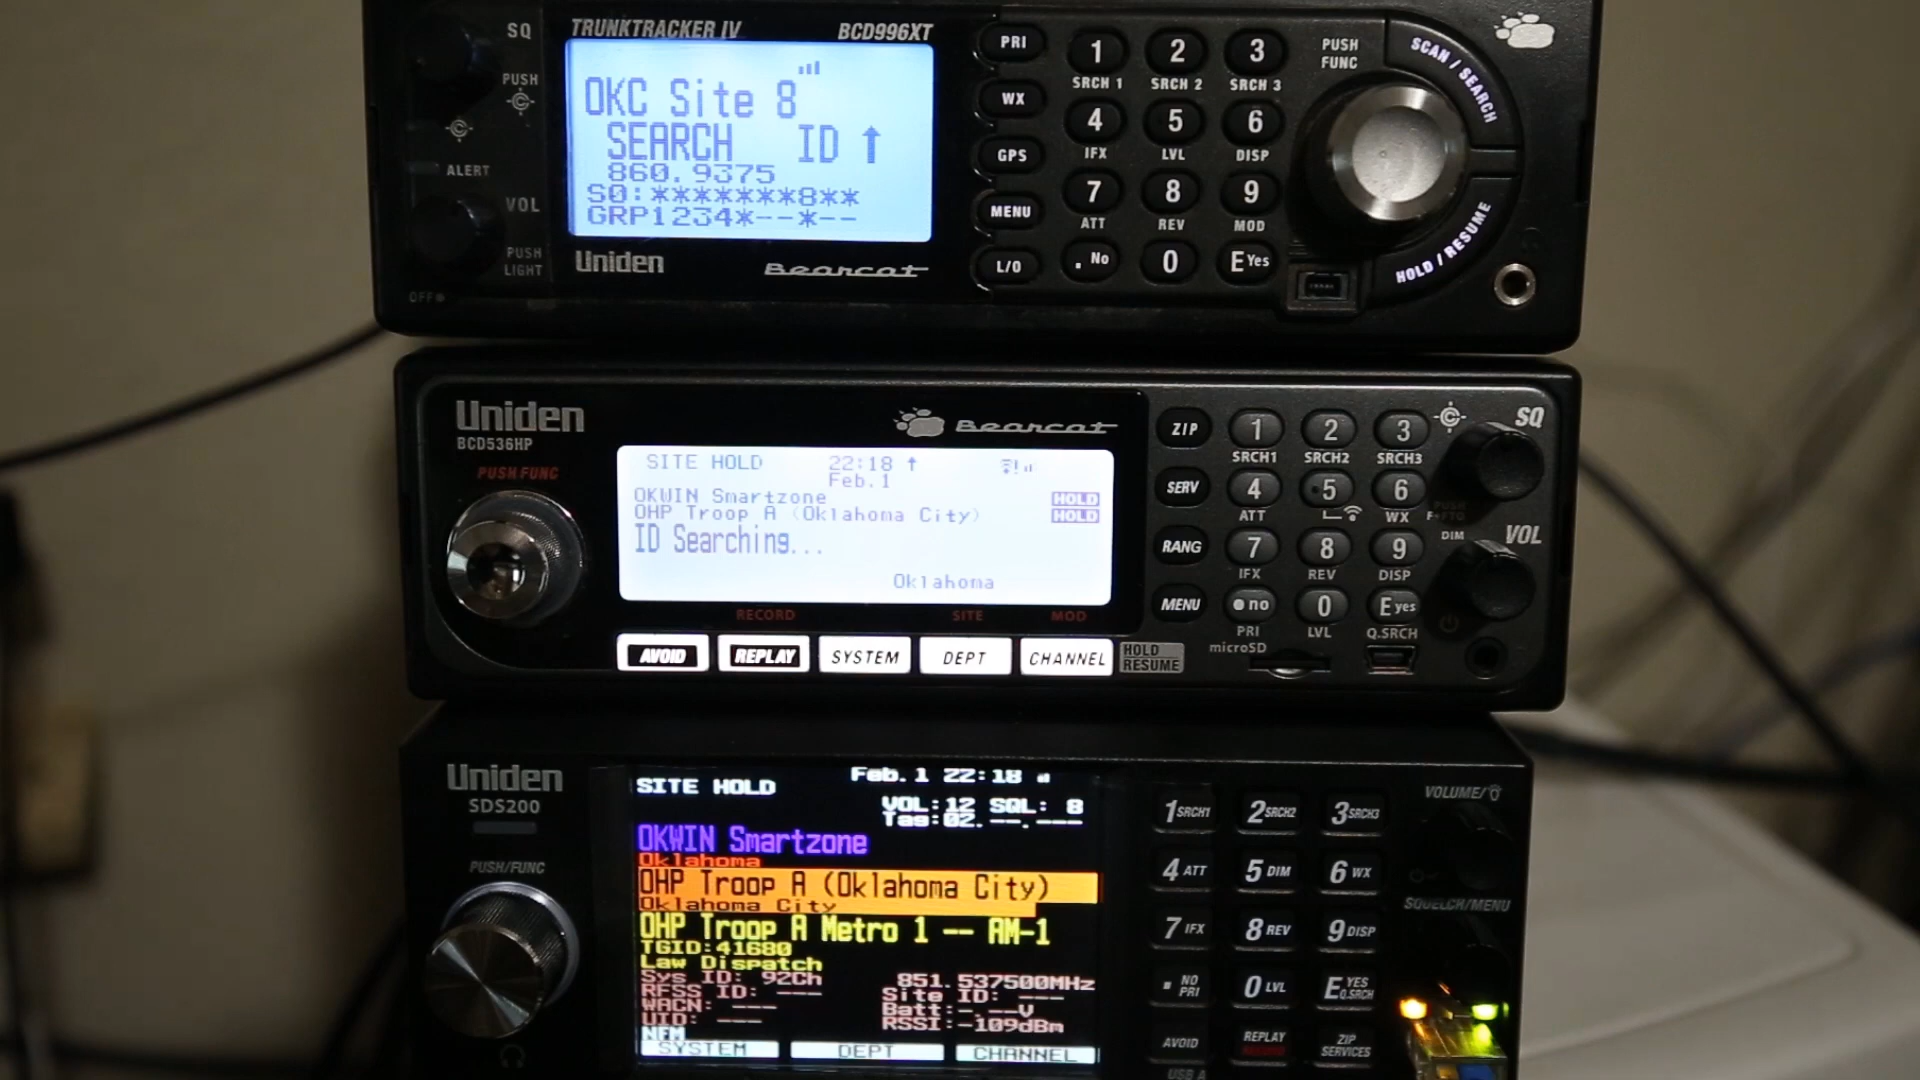 TRUNKTRACKER IV
BCD996XT
SQ
PUSH
ALERT
VOL
PUSH
LIGHT
OFF
OKC Site 8
SEARCH ID ↑
860.9375
S0:*******8**
GRP1234*--*--
Uniden
Bearcat
PRI
WX
GPS
MENU
L/O
1 2 3
SRCH 1 SRCH 2 SRCH 3
4 5 6
IFX LVL DISP
7 8 9
ATT REV MOD
. No 0 E Yes
PUSH
FUNC
SCAN / SEARCH
HOLD / RESUME
Uniden
BCD536HP
PUSH FUNC
Bearcat
SITE HOLD 22:18 ↑
Feb.1
OKWIN Smartzone HOLD
OHP Troop A (Oklahoma City) HOLD
ID Searching...
Oklahoma
RECORD SITE MOD
AVOID REPLAY SYSTEM DEPT CHANNEL
HOLD
RESUME
ZIP
SERV
RANG
MENU
1 2 3
SRCH1 SRCH2 SRCH3
4 5 6
ATT WX
7 8 9
IFX REV DISP
no 0 E yes
PRI LVL Q.SRCH
microSD
SQ
DIM
VOL
Uniden
SDS200
PUSH/FUNC
SITE HOLD Feb.1 22:18
VOL:12 SQL: 8
Tag:02.--.---
OKWIN Smartzone
Oklahoma
OHP Troop A (Oklahoma City)
Oklahoma City
OHP Troop A Metro 1 -- AM-1
TGID:41680
Law Dispatch
Sys ID: 92Ch 851.537500MHz
RFSS ID: --- Site ID: ---
WACN: --- Batt:-.--V
UID: --- RSSI:-109dBm
NFM
SYSTEM DEPT CHANNEL
1 SRCH1 2 SRCH2 3 SRCH3
4 ATT 5 DIM 6 WX
7 IFX 8 REV 9 DISP
. NO PRI 0 LVL E YES Q.SRCH
AVOID REPLAY ZIP SERVICES
USB A
VOLUME/
SQUELCH/MENU